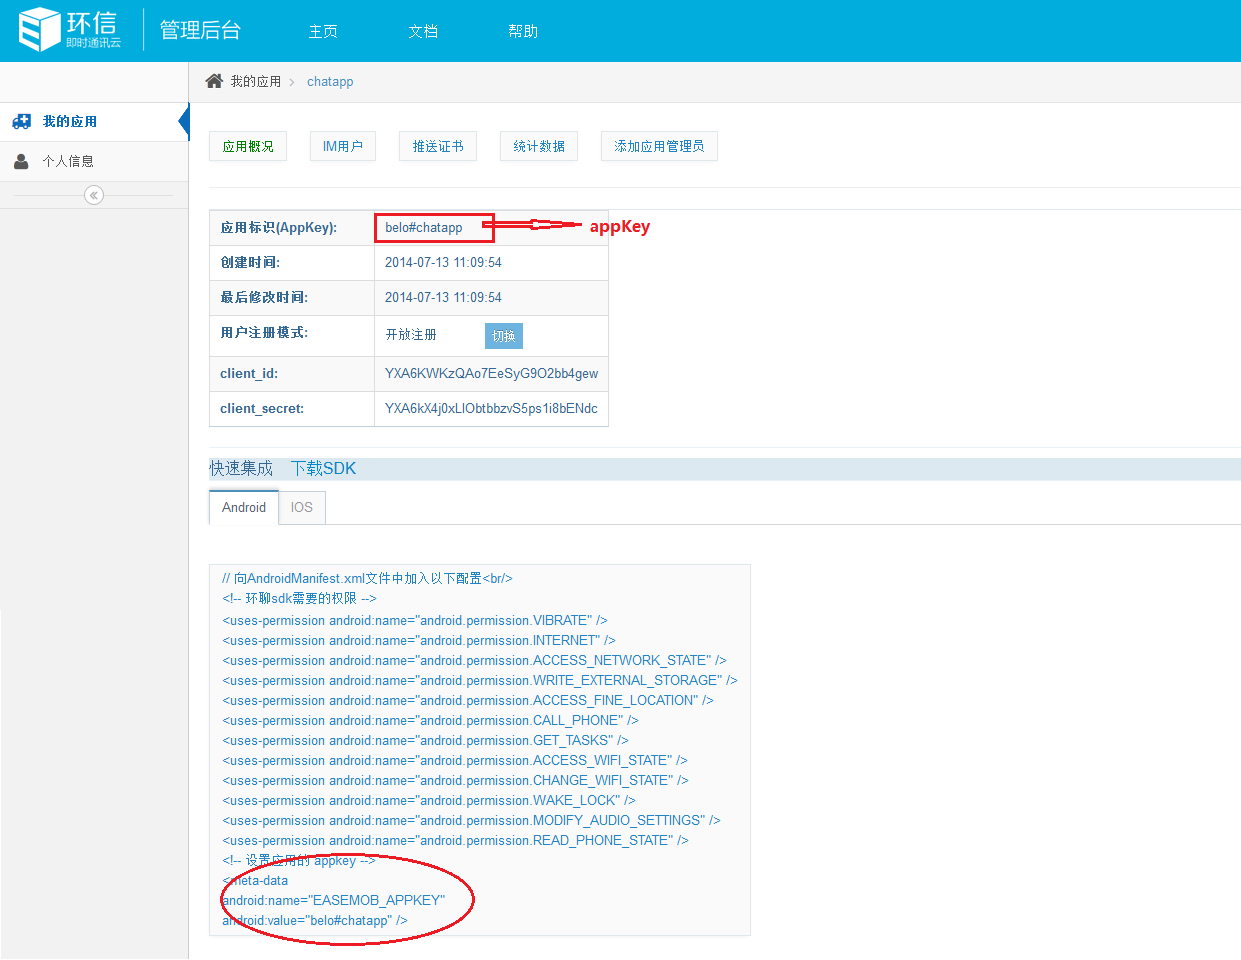 环信
即时通讯云
管理后台
主页
文档
帮助
我的应用
chatapp
我的应用
个人信息
应用概况
IM用户
推送证书
统计数据
添加应用管理员
应用标识(AppKey):
belo#chatapp
appKey
创建时间:
2014-07-13 11:09:54
最后修改时间:
2014-07-13 11:09:54
用户注册模式:
开放注册
切换
client_id:
YXA6KWKzQAo7EeSyG9O2bb4gew
client_secret:
YXA6kX4j0xLlObtbbzvS5ps1i8bENdc
快速集成
下载SDK
Android
IOS
// 向AndroidManifest.xml文件中加入以下配置<br/>
<!-- 环聊sdk需要的权限 -->
<uses-permission android:name="android.permission.VIBRATE" />
<uses-permission android:name="android.permission.INTERNET" />
<uses-permission android:name="android.permission.ACCESS_NETWORK_STATE" />
<uses-permission android:name="android.permission.WRITE_EXTERNAL_STORAGE" />
<uses-permission android:name="android.permission.ACCESS_FINE_LOCATION" />
<uses-permission android:name="android.permission.CALL_PHONE" />
<uses-permission android:name="android.permission.GET_TASKS" />
<uses-permission android:name="android.permission.ACCESS_WIFI_STATE" />
<uses-permission android:name="android.permission.CHANGE_WIFI_STATE" />
<uses-permission android:name="android.permission.WAKE_LOCK" />
<uses-permission android:name="android.permission.MODIFY_AUDIO_SETTINGS" />
<uses-permission android:name="android.permission.READ_PHONE_STATE" />
<!-- 设置应用的 appkey -->
<meta-data
android:name="EASEMOB_APPKEY"
android:value="belo#chatapp" />